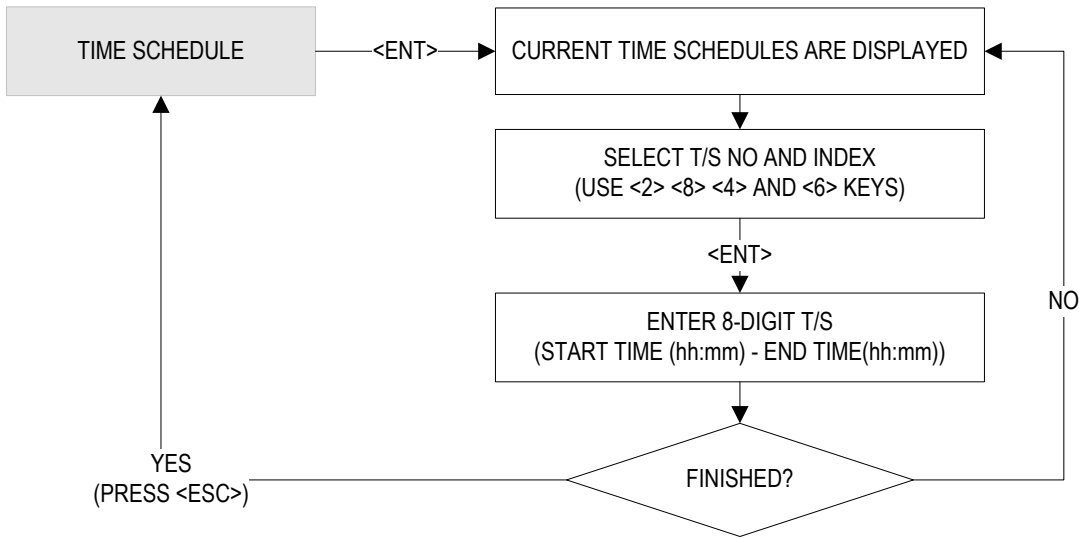 TIME SCHEDULE
<ENT>
CURRENT TIME SCHEDULES ARE DISPLAYED
SELECT T/S NO AND INDEX
(USE <2> <8> <4> AND <6> KEYS)
<ENT>
ENTER 8-DIGIT T/S
(START TIME (hh:mm) - END TIME(hh:mm))
NO
YES
(PRESS <ESC>)
FINISHED?